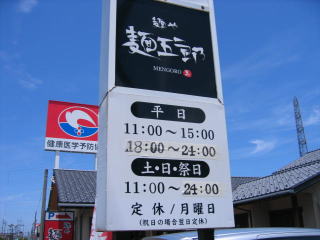 麺や
麺五郎
MENGORO
平日
11:00〜15:00
18:00〜24:00
土・日・祭日
11:00〜24:00
定休/月曜日
(祝日の場合翌日定休)
健康医学予防協